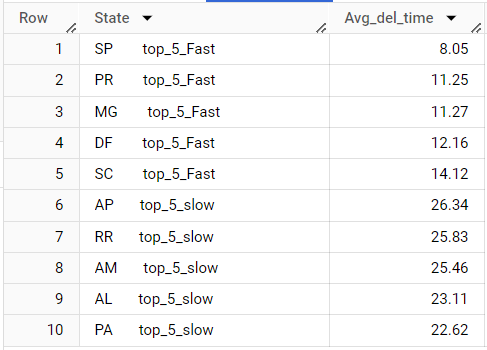 Row State Avg_del_time
1 SP top_5_Fast 8.05
2 PR top_5_Fast 11.25
3 MG top_5_Fast 11.27
4 DF top_5_Fast 12.16
5 SC top_5_Fast 14.12
6 AP top_5_slow 26.34
7 RR top_5_slow 25.83
8 AM top_5_slow 25.46
9 AL top_5_slow 23.11
10 PA top_5_slow 22.62